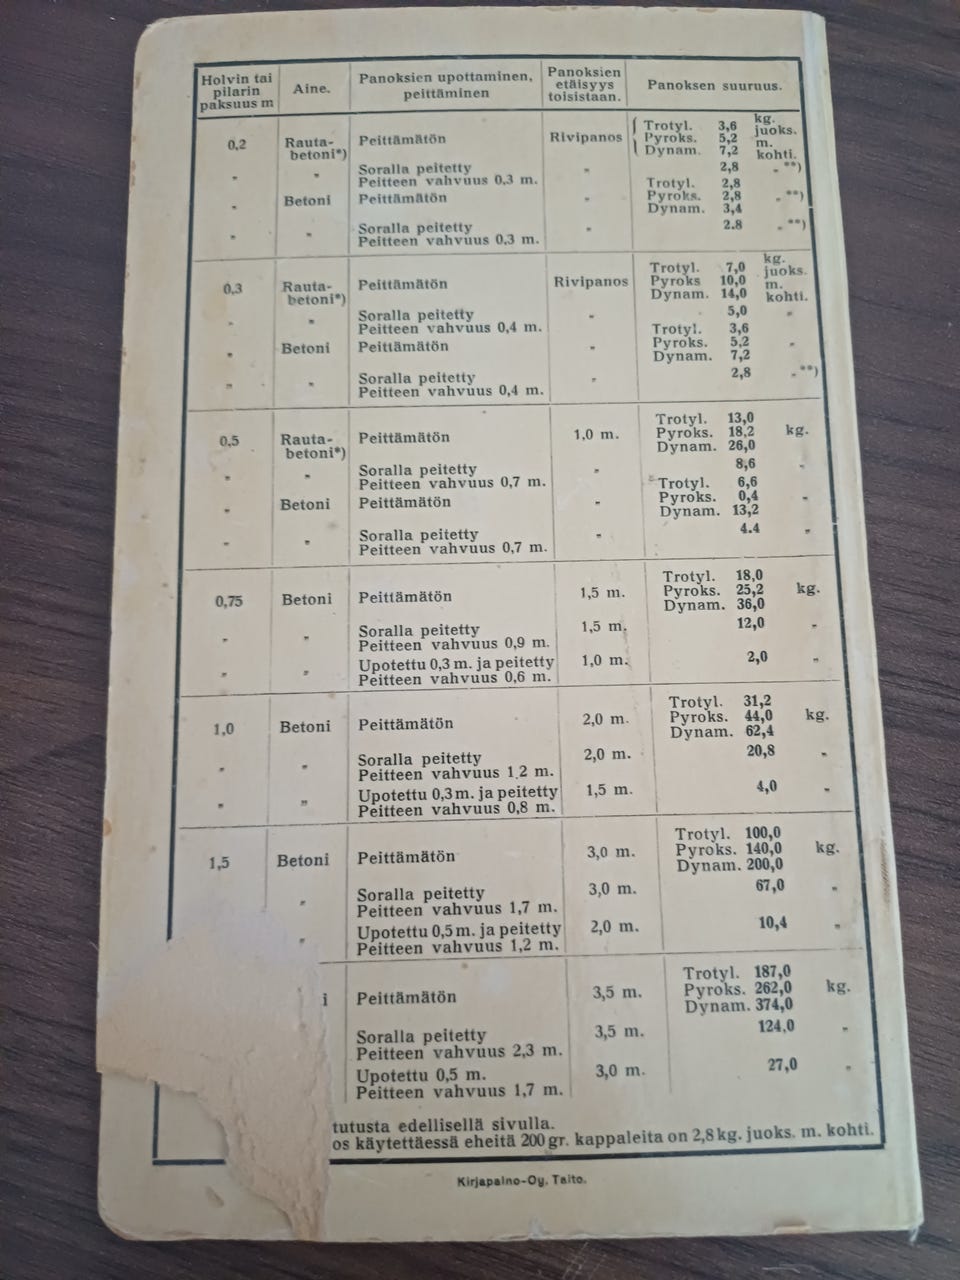 Holvin tai pilarin paksuus m | Aine. | Panoksien upottaminen, peittäminen | Panoksien etäisyys toisistaan. | Panoksen suuruus.
0,2 Rauta- Peittämätön Rivipanos Trotyl. 3,6 kg.
betoni*) Pyroks. 5,2 juoks.
Dynam. 7,2 m. kohti.
" " Soralla peitetty " 2,8 " **)
Peitteen vahvuus 0,3 m.
" Betoni Peittämätön " Trotyl. 2,8
Pyroks. 2,8 " **)
Dynam. 3,4
" " Soralla peitetty " 2.8 " **)
Peitteen vahvuus 0,3 m.
0,3 Rauta- Peittämätön Rivipanos Trotyl. 7,0 kg.
betoni*) Pyroks 10,0 juoks.
Dynam. 14,0 m. kohti.
" " Soralla peitetty " 5,0 "
Peitteen vahvuus 0,4 m.
" Betoni Peittämätön " Trotyl. 3,6
Pyroks. 5,2 "
Dynam. 7,2
" " Soralla peitetty " 2,8 " **)
Peitteen vahvuus 0,4 m.
0,5 Rauta- Peittämätön 1,0 m. Trotyl. 13,0
betoni*) Pyroks. 18,2 kg.
Dynam. 26,0
" " Soralla peitetty " 8,6 "
Peitteen vahvuus 0,7 m.
" Betoni Peittämätön " Trotyl. 6,6
Pyroks. 0,4 "
Dynam. 13,2
" " Soralla peitetty " 4.4 "
Peitteen vahvuus 0,7 m.
0,75 Betoni Peittämätön 1,5 m. Trotyl. 18,0
Pyroks. 25,2 kg.
Dynam. 36,0
" " Soralla peitetty 1,5 m. 12,0 "
Peitteen vahvuus 0,9 m.
" " Upotettu 0,3 m. ja peitetty 1,0 m. 2,0 "
Peitteen vahvuus 0,6 m.
1,0 Betoni Peittämätön 2,0 m. Trotyl. 31,2
Pyroks. 44,0 kg.
Dynam. 62,4
" " Soralla peitetty 2,0 m. 20,8 "
Peitteen vahvuus 1,2 m.
" " Upotettu 0,3 m. ja peitetty 1,5 m. 4,0 "
Peitteen vahvuus 0,8 m.
1,5 Betoni Peittämätön 3,0 m. Trotyl. 100,0
Pyroks. 140,0 kg.
Dynam. 200,0
" Soralla peitetty 3,0 m. 67,0 "
Peitteen vahvuus 1,7 m.
" Upotettu 0,5 m. ja peitetty 2,0 m. 10,4 "
Peitteen vahvuus 1,2 m.
i Peittämätön 3,5 m. Trotyl. 187,0
Pyroks. 262,0 kg.
Dynam. 374,0
Soralla peitetty 3,5 m. 124,0 "
Peitteen vahvuus 2,3 m.
Upotettu 0,5 m. 3,0 m. 27,0 "
Peitteen vahvuus 1,7 m.
tutusta edellisellä sivulla.
os käytettäessä eheitä 200 gr. kappaleita on 2,8 kg. juoks. m. kohti.
Kirjapaino-Oy. Taito.